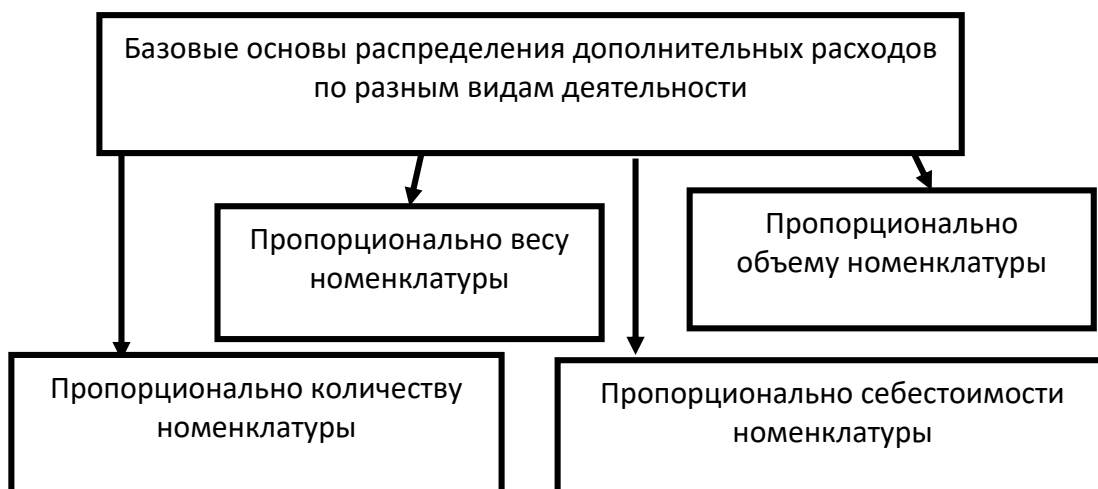 Базовые основы распределения дополнительных расходов
по разным видам деятельности
Пропорционально весу
номенклатуры
Пропорционально
объему номенклатуры
Пропорционально количеству
номенклатуры
Пропорционально себестоимости
номенклатуры